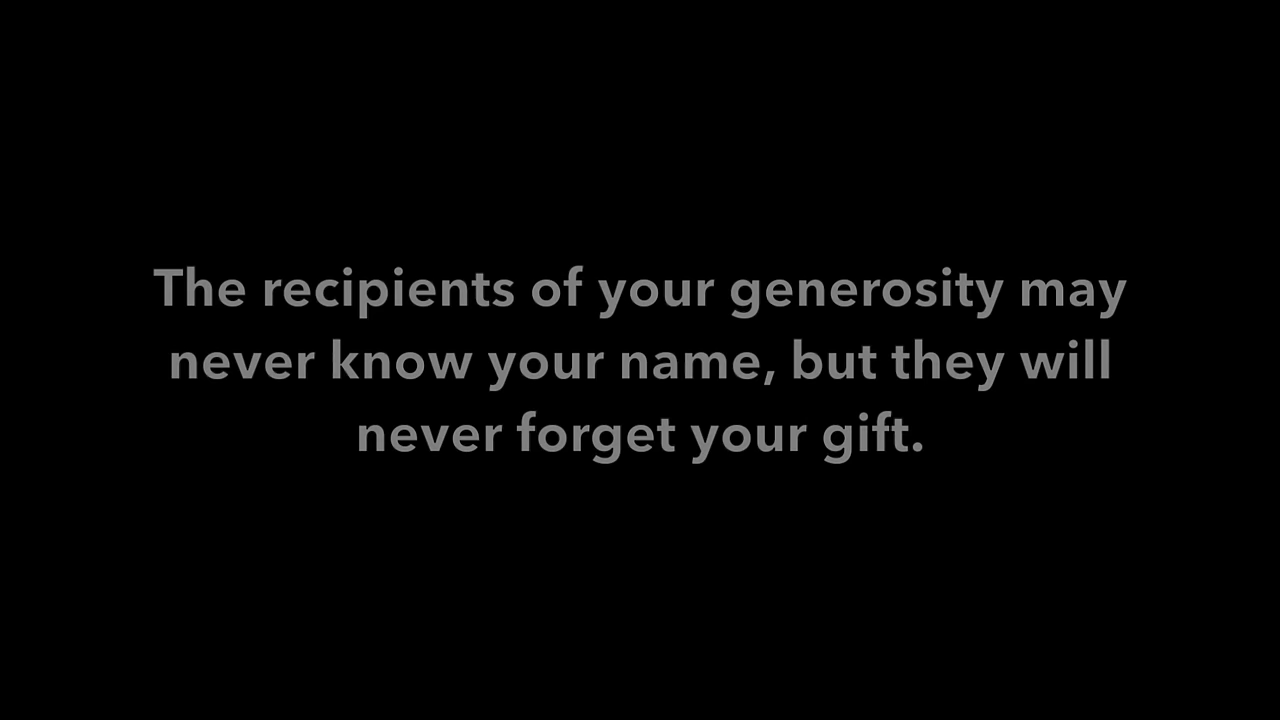 The recipients of your generosity may
never know your name, but they will
never forget your gift.